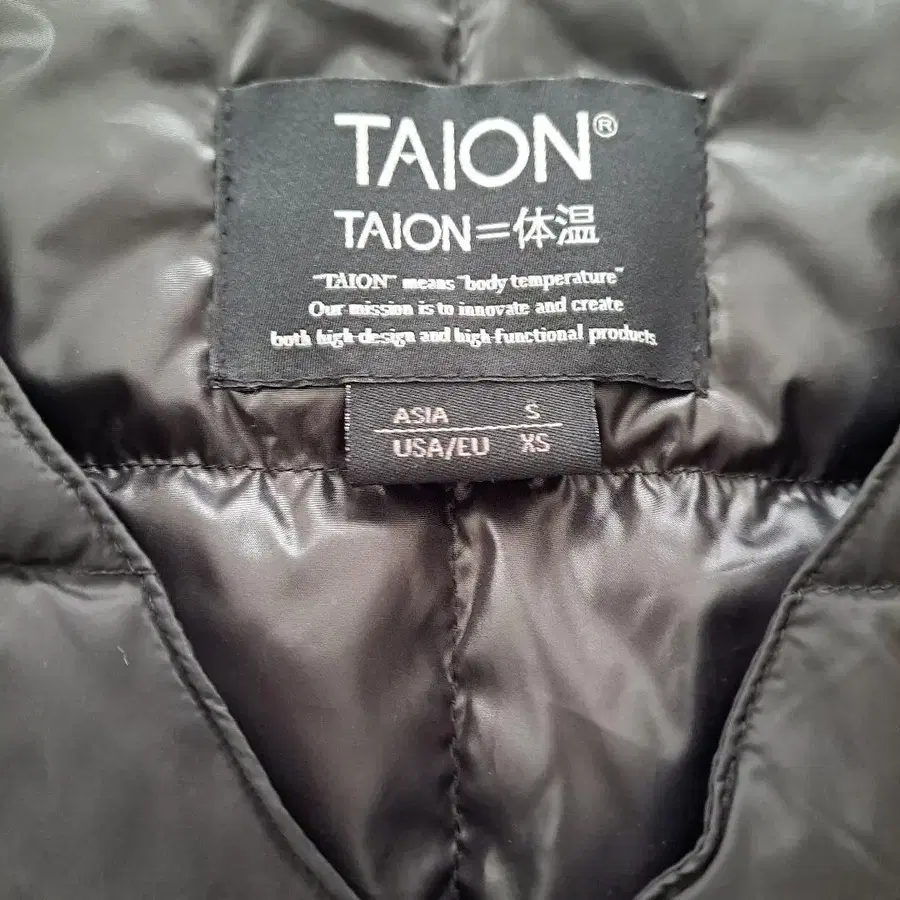 TAION®
TAION=体温
"TAION" means "body temperature"
Our mission is to innovate and create
both high-design and high-functional products.
ASIA S
USA/EU XS